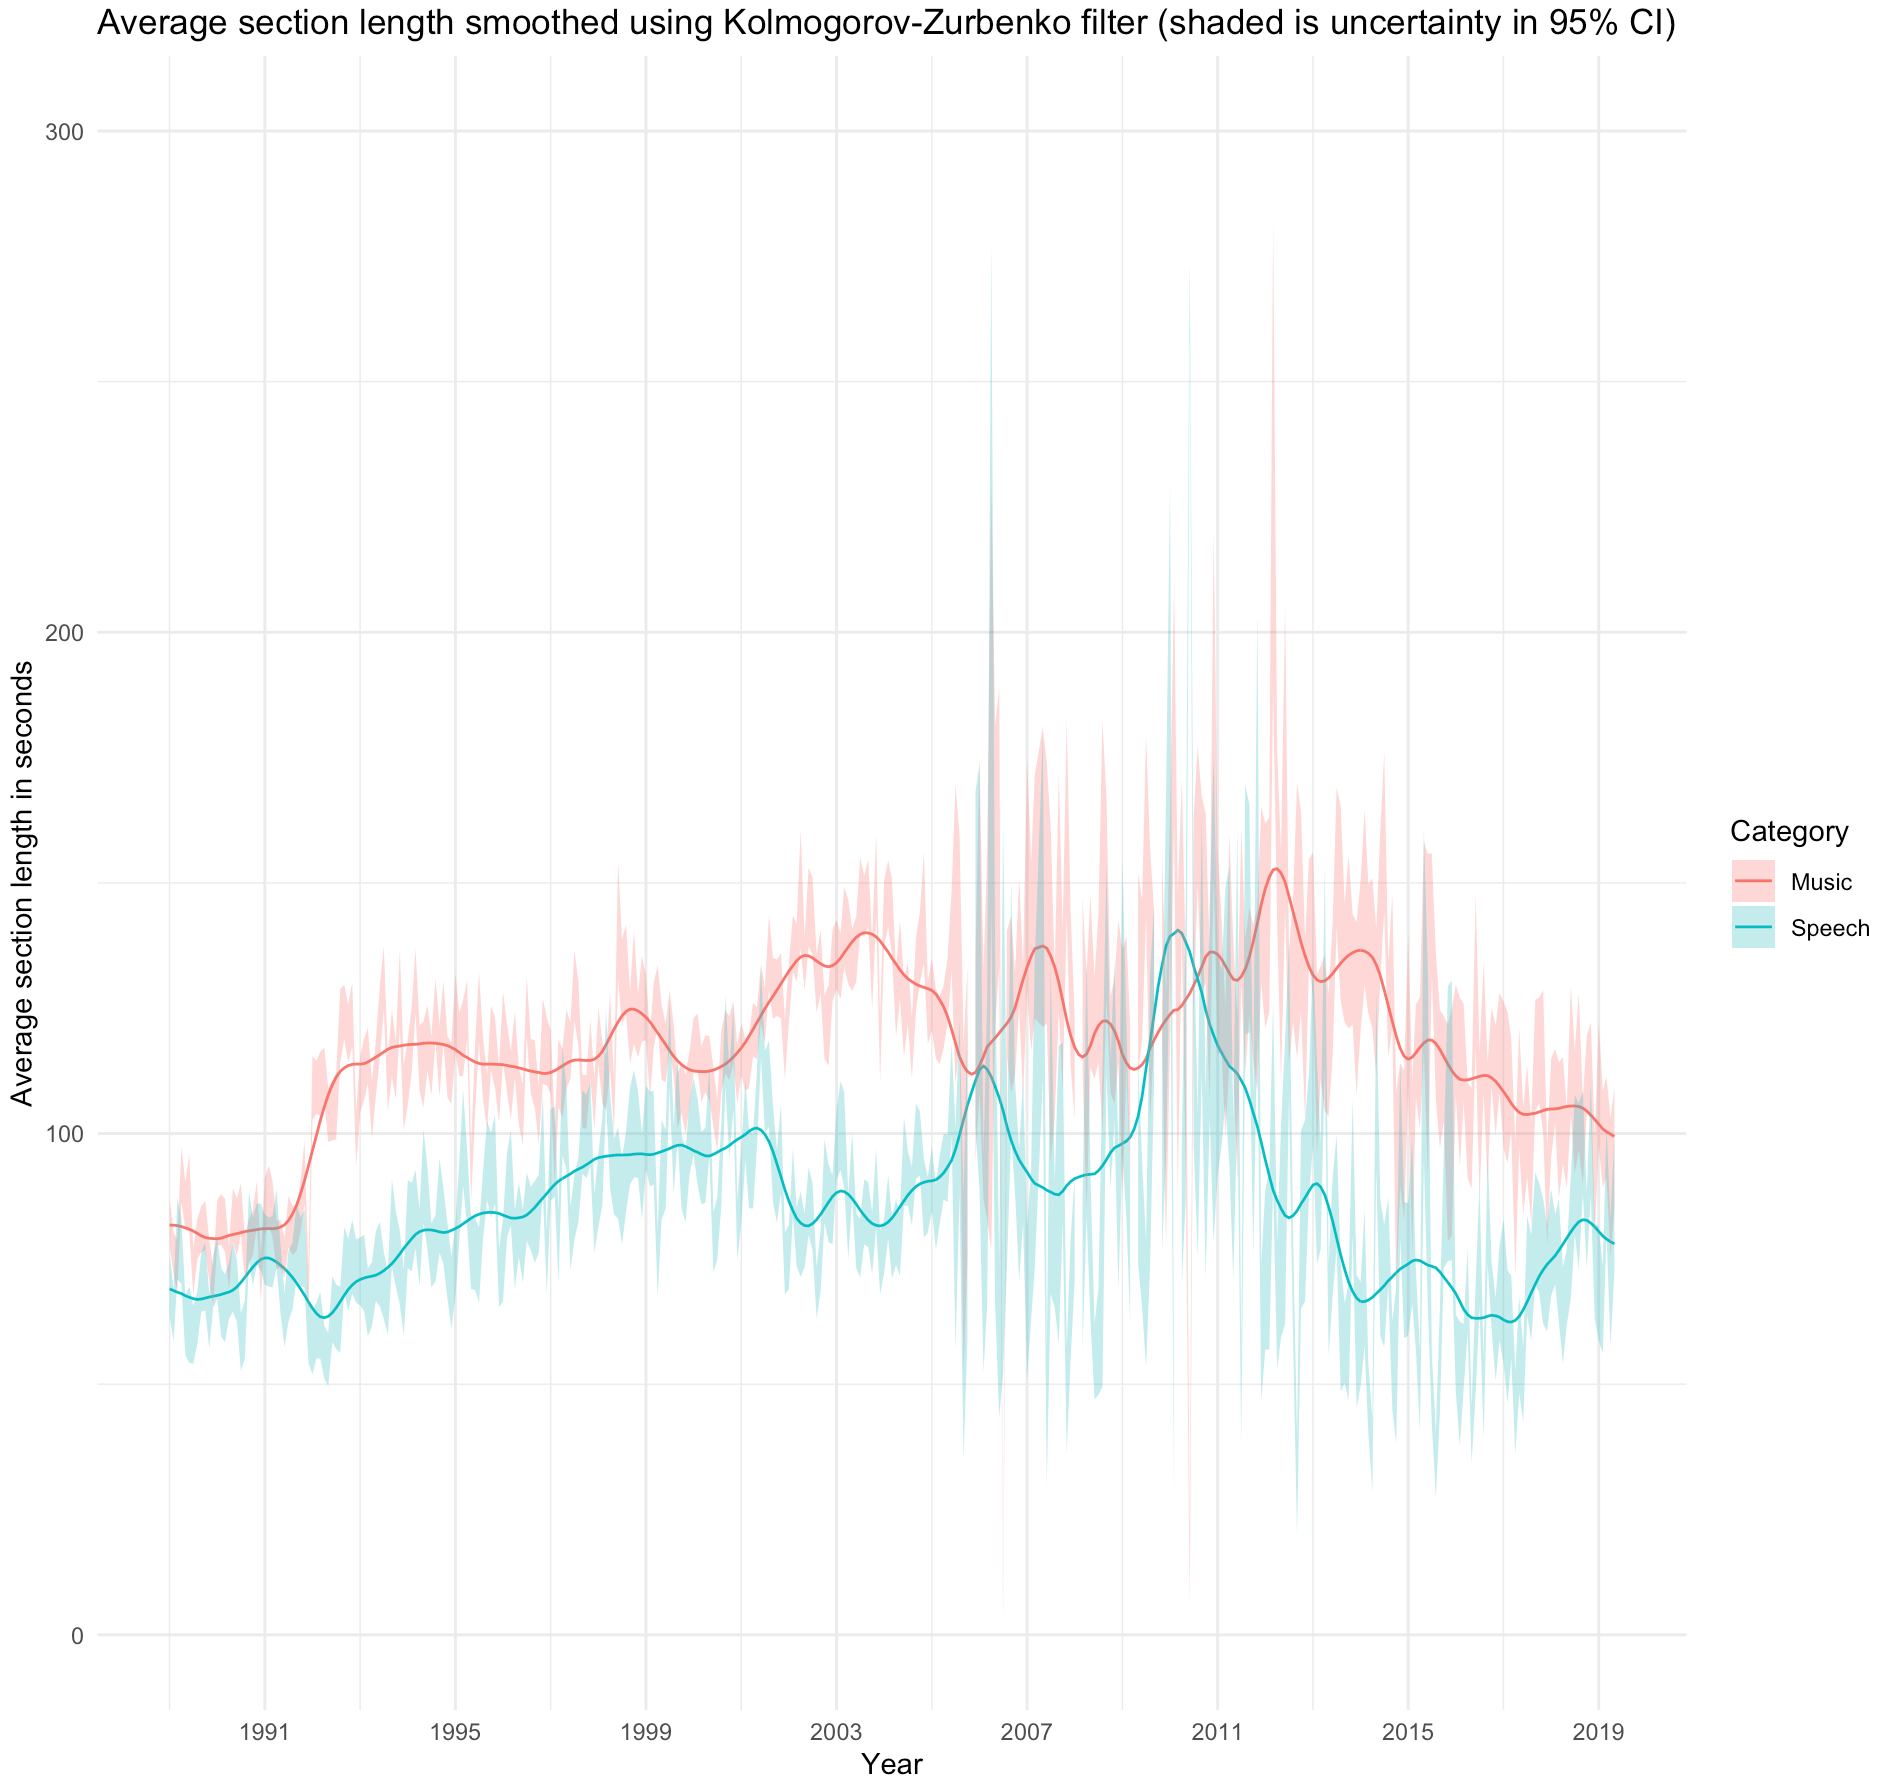 Average section length smoothed using Kolmogorov-Zurbenko filter (shaded is uncertainty in 95% CI)
300
200
100
0
Average section length in seconds
1991 1995 1999 2003 2007 2011 2015 2019
Year
Category
Music
Speech